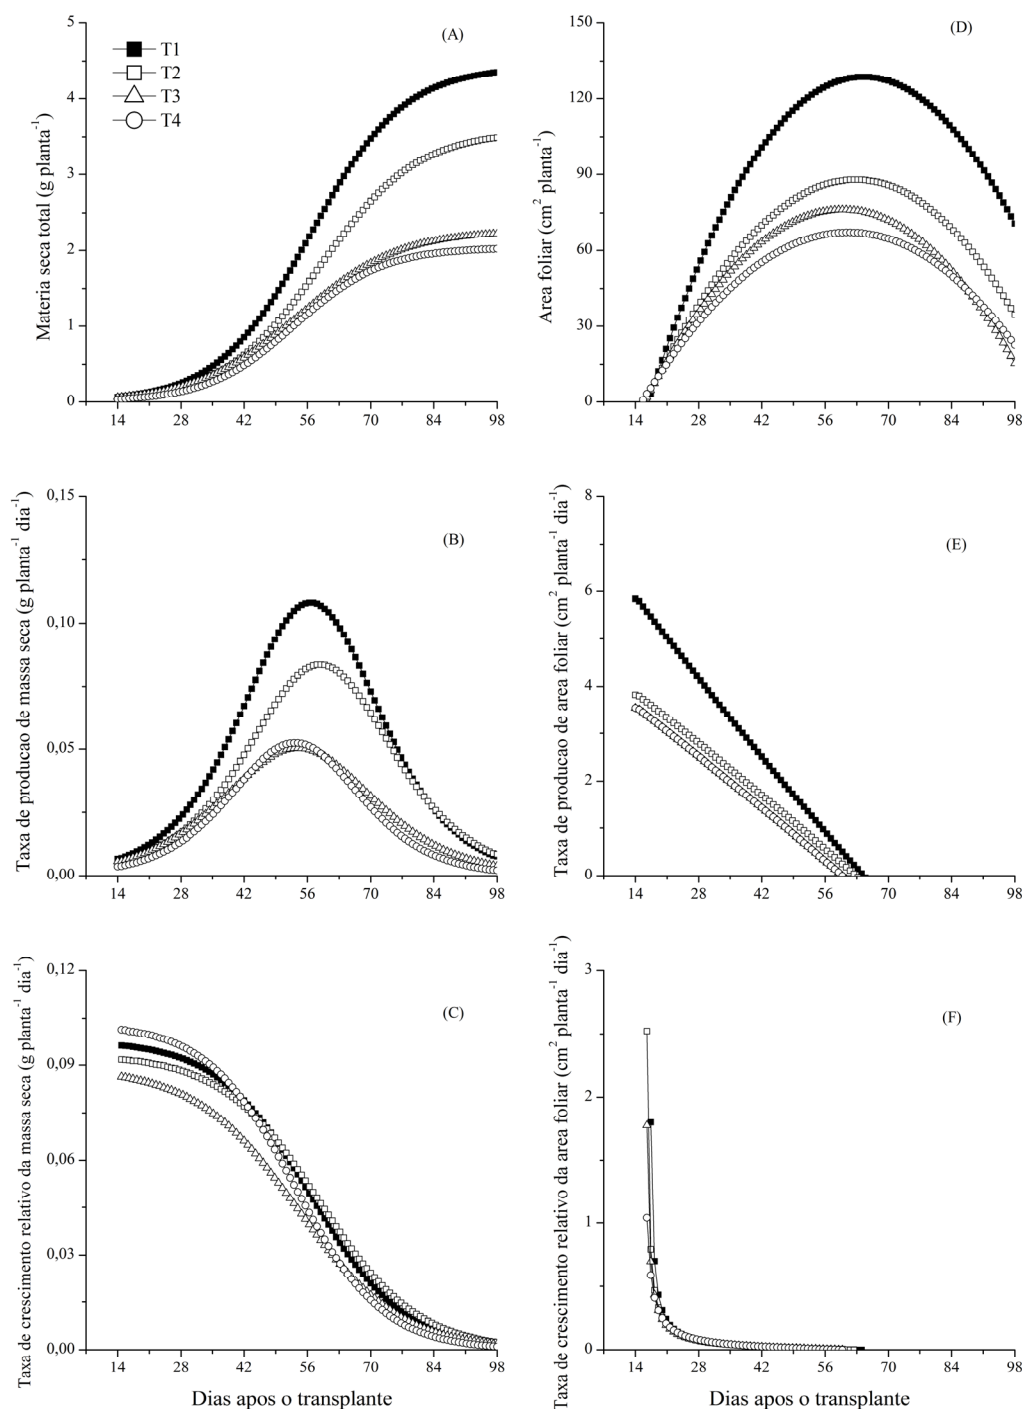 Materia seca total (g planta⁻¹)
5
4
3
2
1
0
T1
T2
T3
T4
(A)
14 28 42 56 70 84 98
Area foliar (cm² planta⁻¹)
150
120
90
60
30
0
(D)
14 28 42 56 70 84 98
Taxa de producao de massa seca (g planta⁻¹ dia⁻¹)
0,15
0,10
0,05
0,00
(B)
14 28 42 56 70 84 98
Taxa de producao de area foliar (cm² planta⁻¹ dia⁻¹)
8
6
4
2
0
(E)
14 28 42 56 70 84 98
Taxa de crescimento relativo da massa seca (g planta⁻¹ dia⁻¹)
0,12
0,09
0,06
0,03
0,00
(C)
14 28 42 56 70 84 98
Dias apos o transplante
Taxa de crescimento relativo da area foliar (cm² planta⁻¹ dia⁻¹)
3
2
1
0
(F)
14 28 42 56 70 84 98
Dias apos o transplante